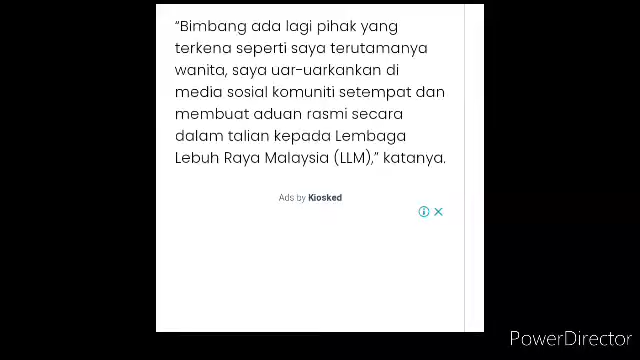 “Bimbang ada lagi pihak yang
terkena seperti saya terutamanya
wanita, saya uar-uarkankan di
media sosial komuniti setempat dan
membuat aduan rasmi secara
dalam talian kepada Lembaga
Lebuh Raya Malaysia (LLM),” katanya.
Ads by Kiosked
PowerDirector